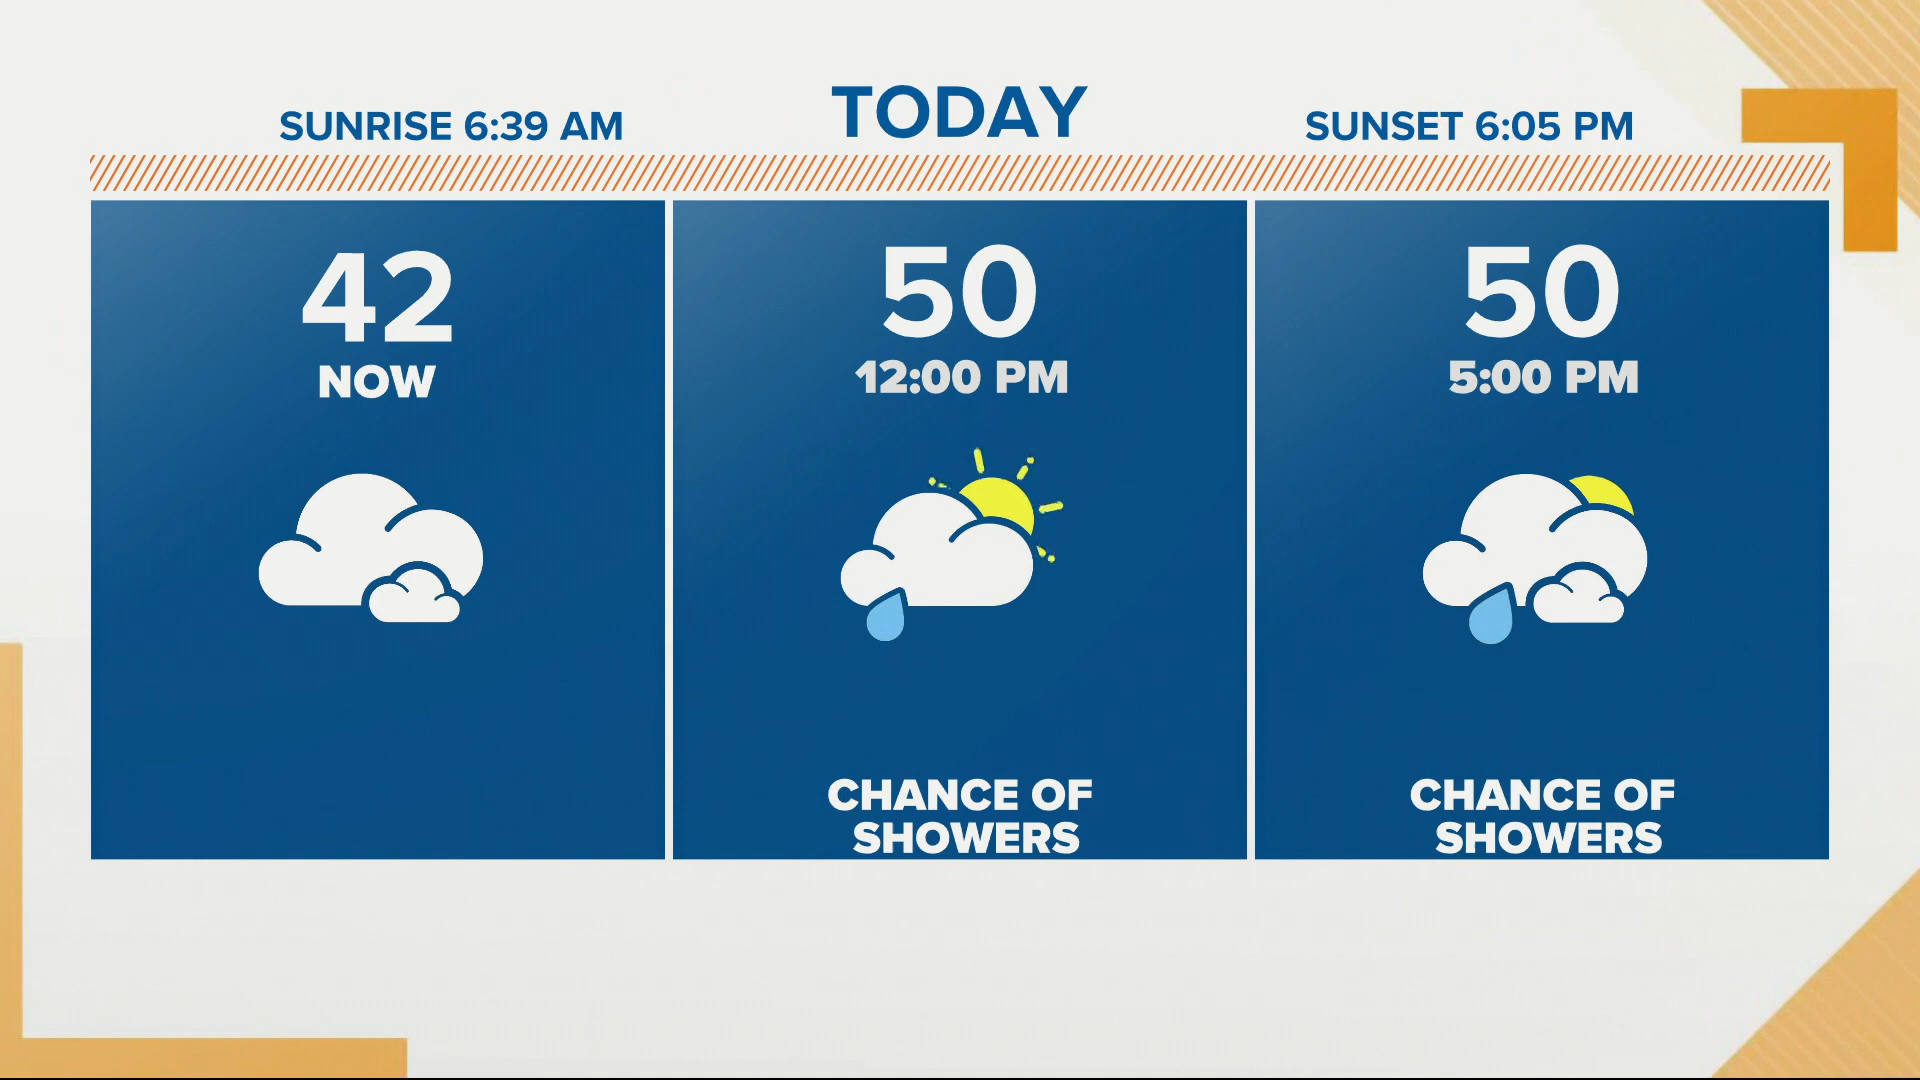 TODAY
SUNRISE 6:39 AM
SUNSET 6:05 PM
42
NOW
50
12:00 PM
CHANCE OF
SHOWERS
50
5:00 PM
CHANCE OF
SHOWERS